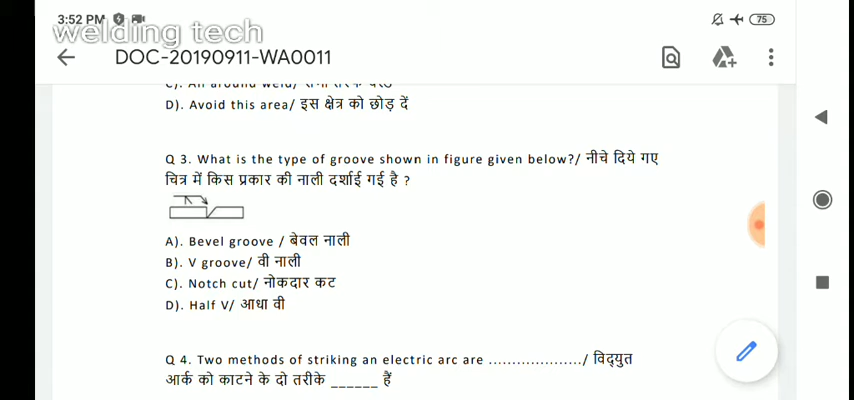 3:52 PM
75
welding tech
DOC-20190911-WA0011
D). Avoid this area/ इस क्षेत्र को छोड़ दें
Q 3. What is the type of groove shown in figure given below?/ नीचे दिये गए
चित्र में किस प्रकार की नाली दर्शाई गई है ?
A). Bevel groove / बेवल नाली
B). V groove/ वी नाली
C). Notch cut/ नोकदार कट
D). Half V/ आधा वी
Q 4. Two methods of striking an electric arc are ..................../ विद्युत
आर्क को काटने के दो तरीके ______ हैं